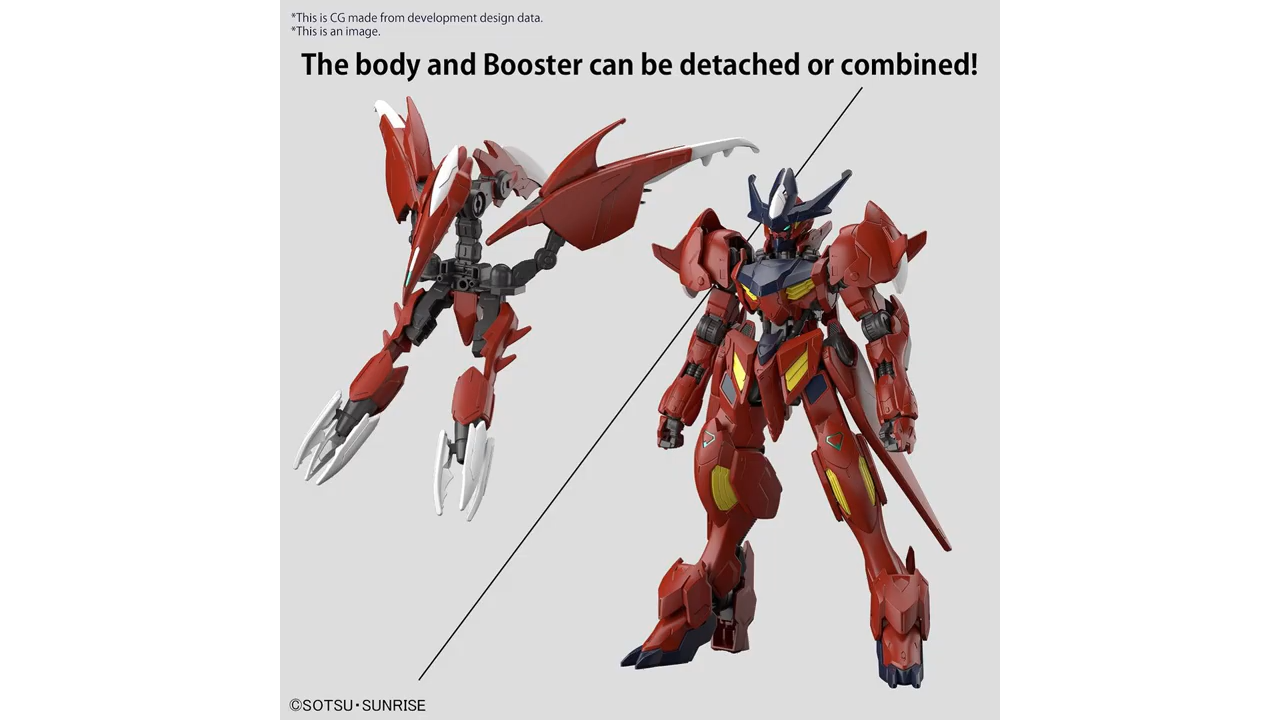 *This is CG made from development design data.
*This is an image.
The body and Booster can be detached or combined!
©SOTSU・SUNRISE